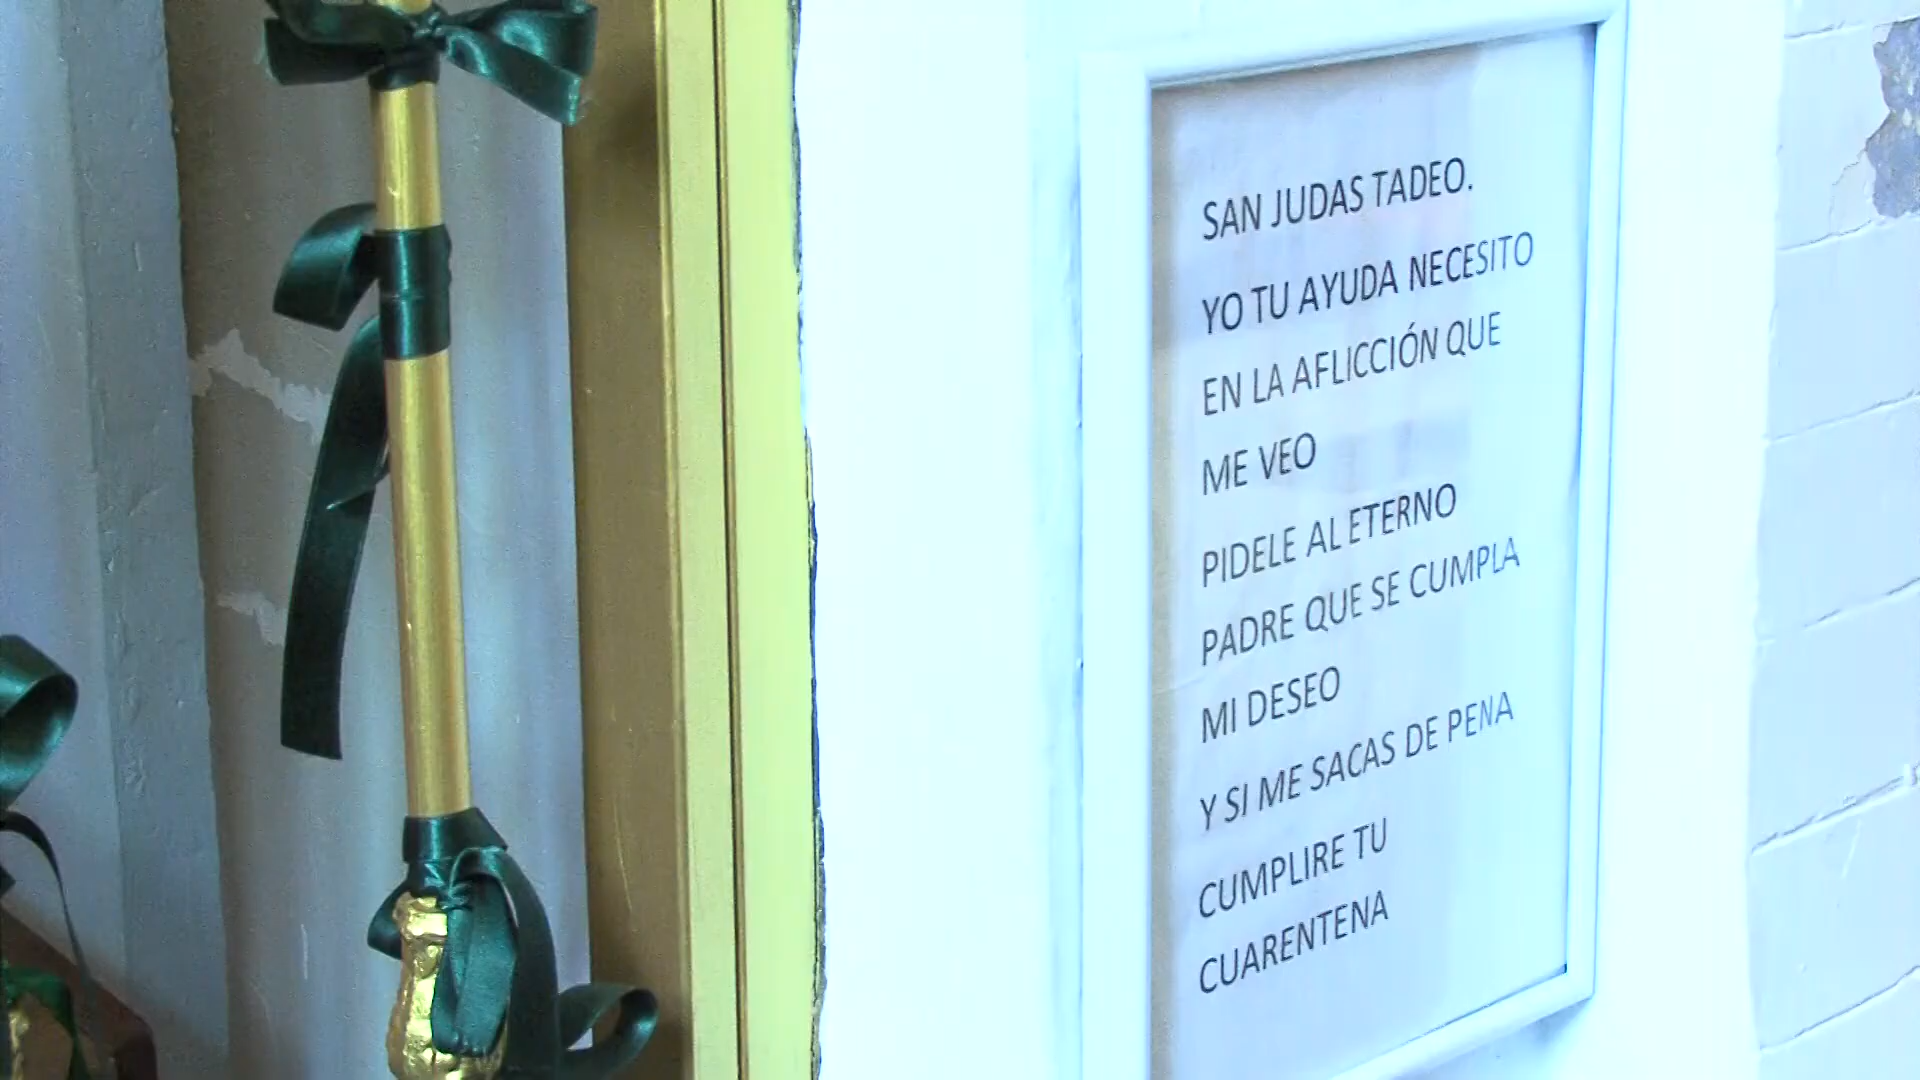 SAN JUDAS TADEO.
YO TU AYUDA NECESITO
EN LA AFLICCIÓN QUE
ME VEO
PIDELE AL ETERNO
PADRE QUE SE CUMPLA
MI DESEO
Y SI ME SACAS DE PENA
CUMPLIRE TU
CUARENTENA